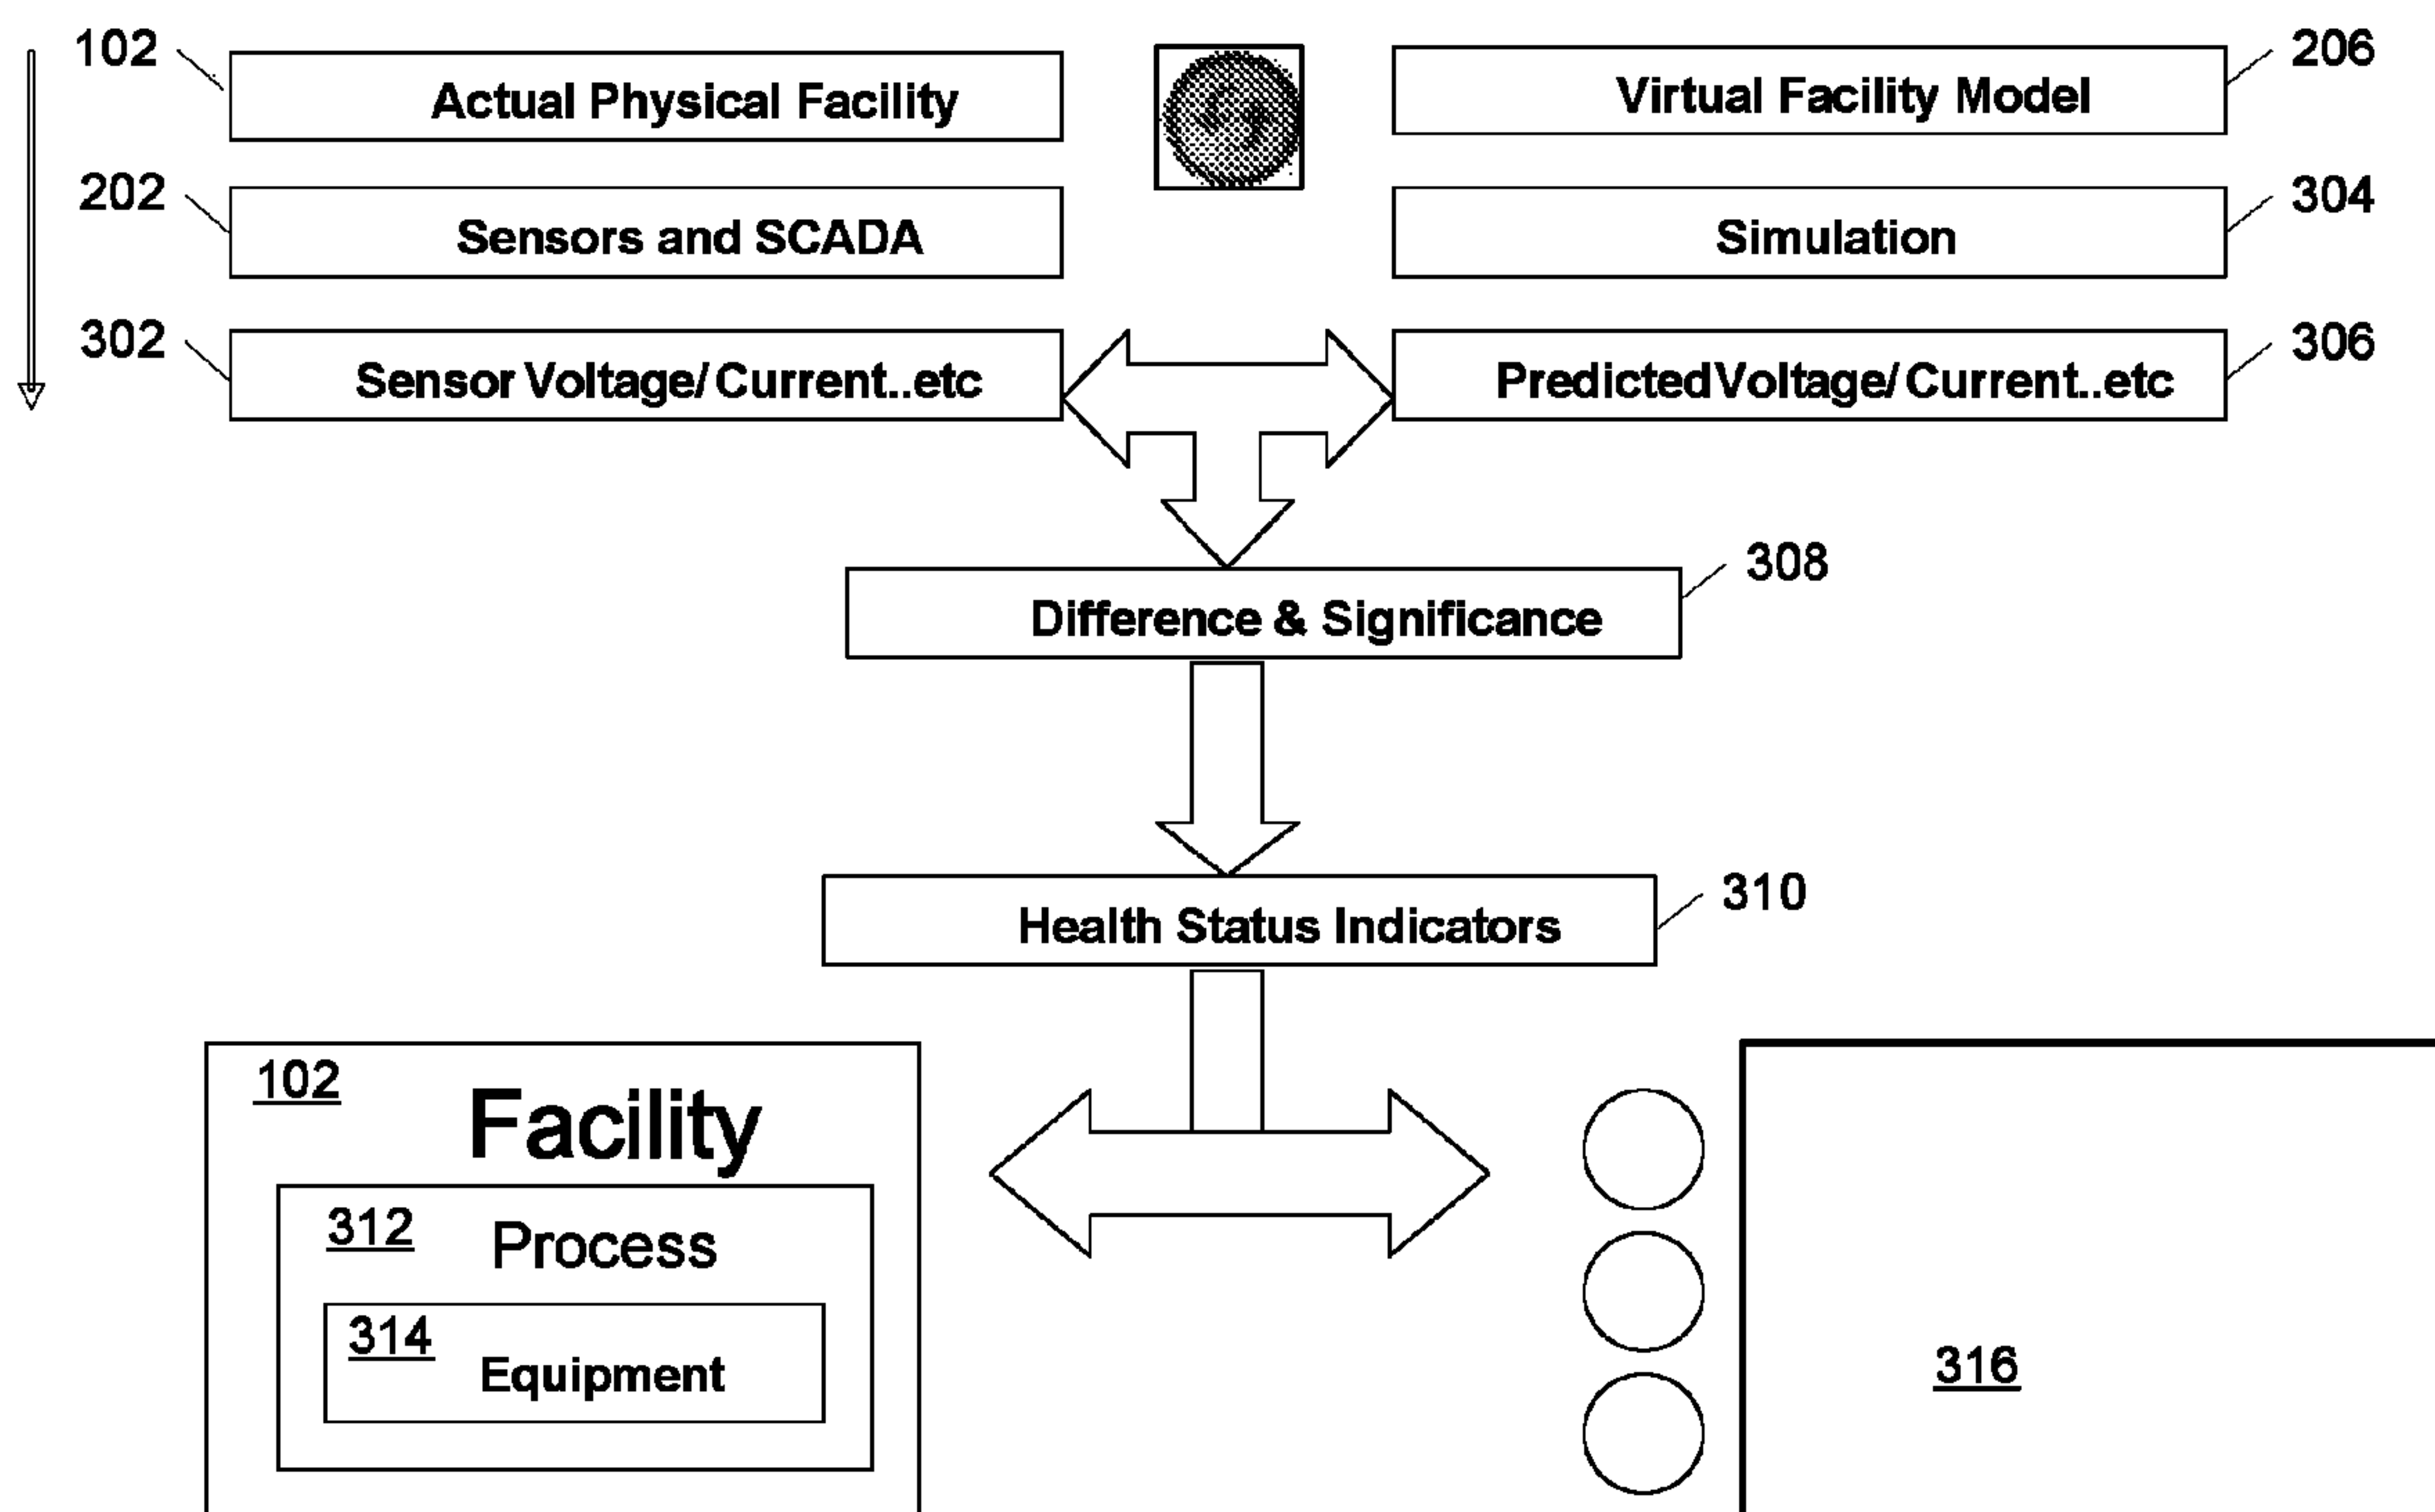 102
Actual Physical Facility
Virtual Facility Model
206
202
Sensors and SCADA
Simulation
304
302
Sensor Voltage/ Current..etc
Predicted Voltage/ Current..etc
306
Difference & Significance
308
Health Status Indicators
310
102
Facility
312
Process
314
Equipment
316